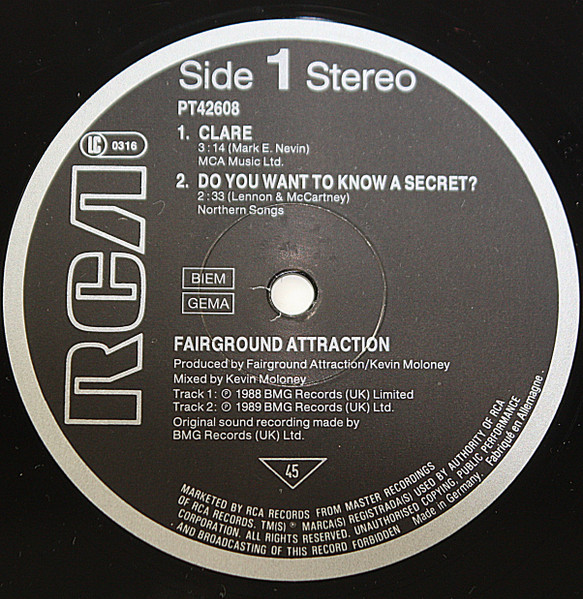 Side 1 Stereo
PT42608
1. CLARE
3:14 (Mark E. Nevin)
MCA Music Ltd.
2. DO YOU WANT TO KNOW A SECRET?
2:33 (Lennon & McCartney)
Northern Songs
LC 0316
RCA
BIEM
GEMA
FAIRGROUND ATTRACTION
Produced by Fairground Attraction/Kevin Moloney
Mixed by Kevin Moloney
Track 1: ℗ 1988 BMG Records (UK) Limited
Track 2: ℗ 1989 BMG Records (UK) Ltd.
Original sound recording made by
BMG Records (UK) Ltd.
45
MARKETED BY RCA RECORDS FROM MASTER RECORDINGS
OF RCA RECORDS. TM(S) ® MARCA(S) REGISTRADA(S) USED BY AUTHORITY OF RCA
CORPORATION. ALL RIGHTS RESERVED. UNAUTHORISED COPYING, PUBLIC PERFORMANCE
AND BROADCASTING OF THIS RECORD FORBIDDEN · Made in Germany. Fabriqué en Allemagne ·